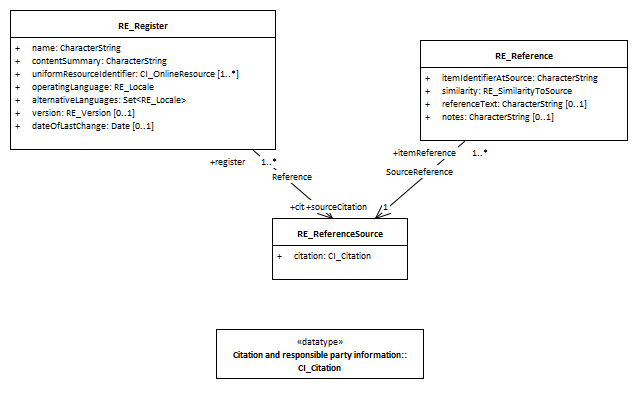 RE_Register
+ name: CharacterString
+ contentSummary: CharacterString
+ uniformResourceIdentifier: CI_OnlineResource [1..*]
+ operatingLanguage: RE_Locale
+ alternativeLanguages: Set<RE_Locale>
+ version: RE_Version [0..1]
+ dateOfLastChange: Date [0..1]
RE_Reference
+ itemIdentifierAtSource: CharacterString
+ similarity: RE_SimilarityToSource
+ referenceText: CharacterString [0..1]
+ notes: CharacterString [0..1]
+register 1..*
Reference
+itemReference 1..*
SourceReference
+cit +sourceCitation 1
RE_ReferenceSource
+ citation: CI_Citation
«datatype»
Citation and responsible party information::
CI_Citation